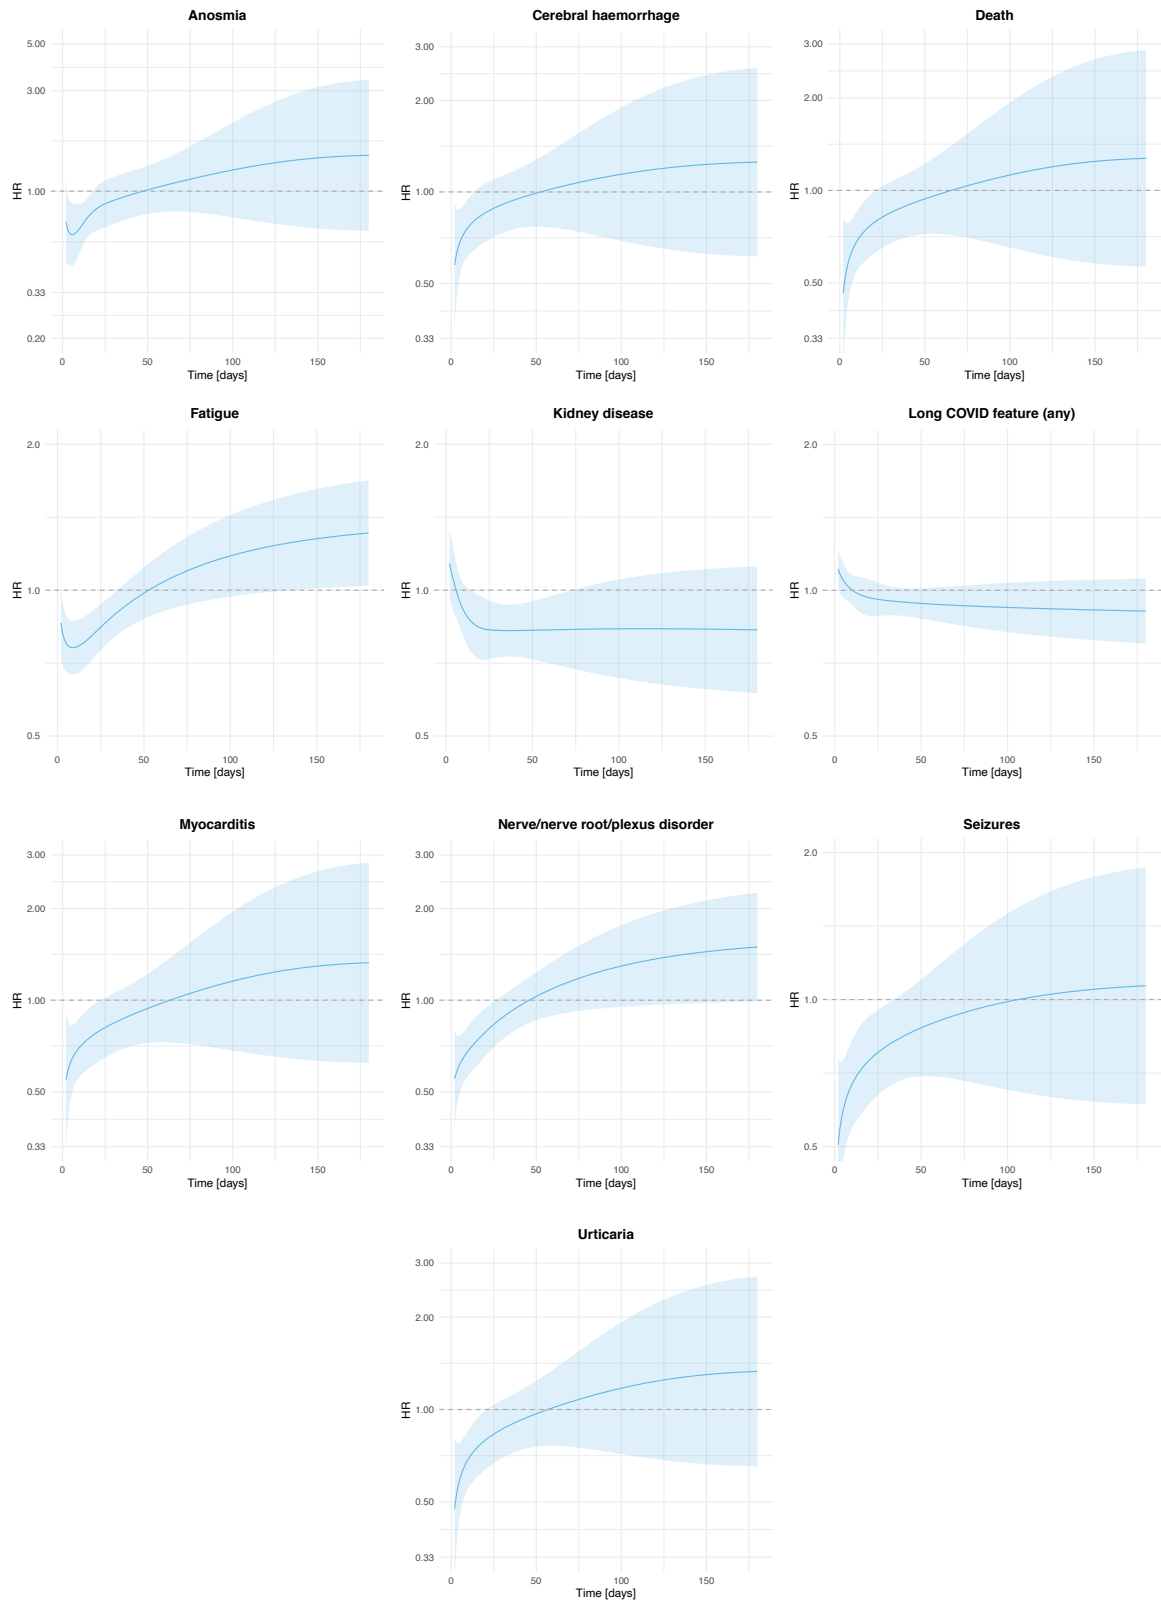 Anosmia
5.00
3.00
1.00
0.33
0.20
HR
0 50 100 150
Time [days]
Cerebral haemorrhage
3.00
2.00
1.00
0.50
0.33
HR
0 50 100 150
Time [days]
Death
3.00
2.00
1.00
0.50
0.33
HR
0 50 100 150
Time [days]
Fatigue
2.0
1.0
0.5
HR
0 50 100 150
Time [days]
Kidney disease
2.0
1.0
0.5
HR
0 50 100 150
Time [days]
Long COVID feature (any)
2.0
1.0
0.5
HR
0 50 100 150
Time [days]
Myocarditis
3.00
2.00
1.00
0.50
0.33
HR
0 50 100 150
Time [days]
Nerve/nerve root/plexus disorder
3.00
2.00
1.00
0.50
0.33
HR
0 50 100 150
Time [days]
Seizures
2.0
1.0
0.5
HR
0 50 100 150
Time [days]
Urticaria
3.00
2.00
1.00
0.50
0.33
HR
0 50 100 150
Time [days]